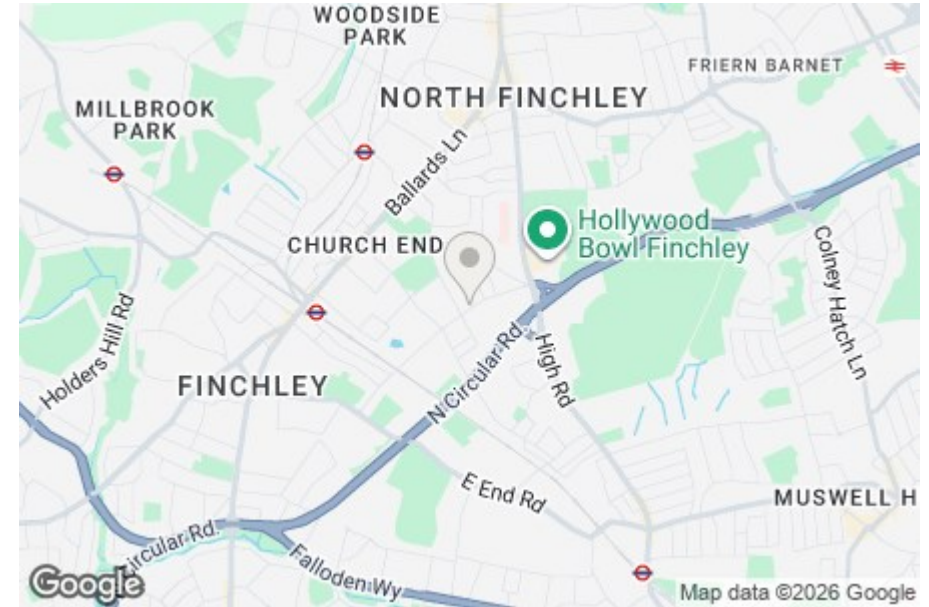 WOODSIDE
PARK
FRIERN BARNET
NORTH FINCHLEY
MILLBROOK
PARK
Ballards Ln
Hollywood
Bowl Finchley
CHURCH END
Colney Hatch Ln
Holders Hill Rd
N Circular Rd
High Rd
FINCHLEY
E End Rd
MUSWELL H
Circular Rd
Falloden Wy
Google
Map data ©2026 Google